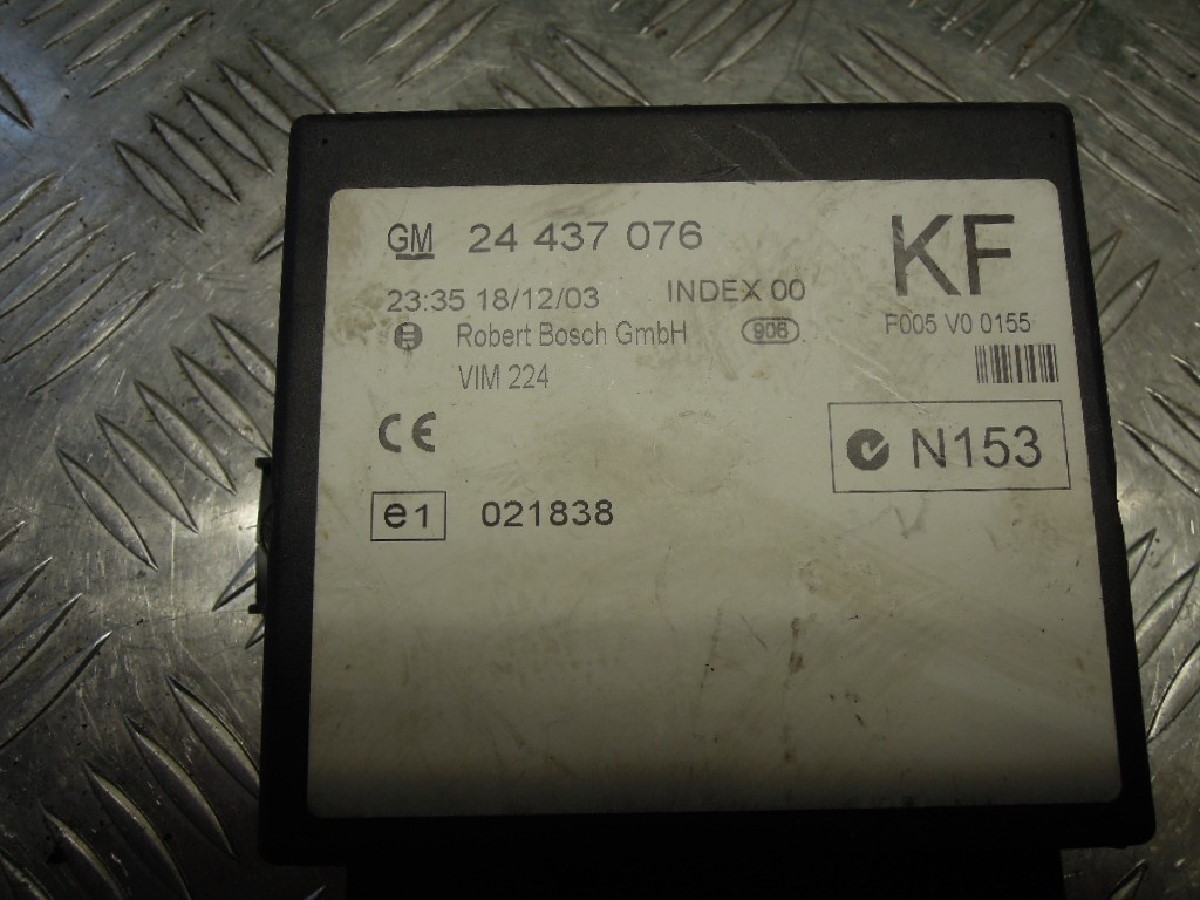 GM 24 437 076 KF
23:35 18/12/03 INDEX 00
Robert Bosch GmbH 906 F005 V0 0155
VIM 224
CE N153
e1 021838